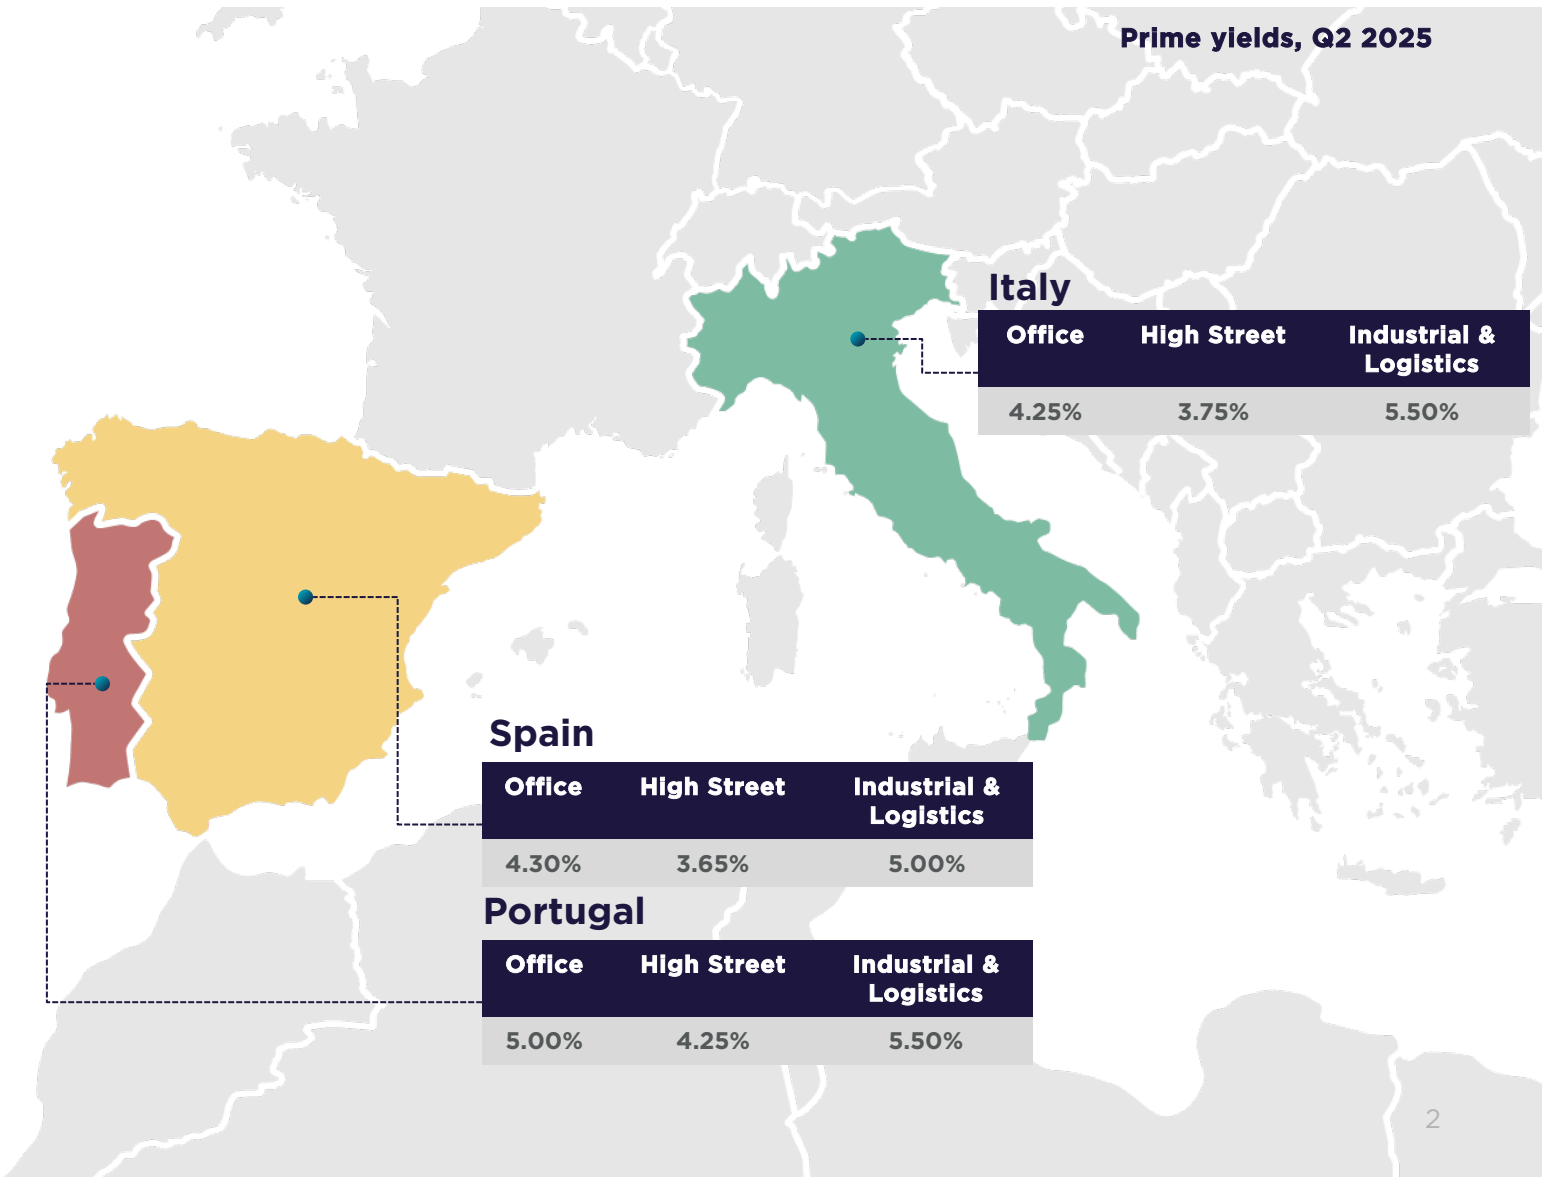 Prime yields, Q2 2025
Italy
Office High Street Industrial &
Logistics
4.25% 3.75% 5.50%
Spain
Office High Street Industrial &
Logistics
4.30% 3.65% 5.00%
Portugal
Office High Street Industrial &
Logistics
5.00% 4.25% 5.50%
2